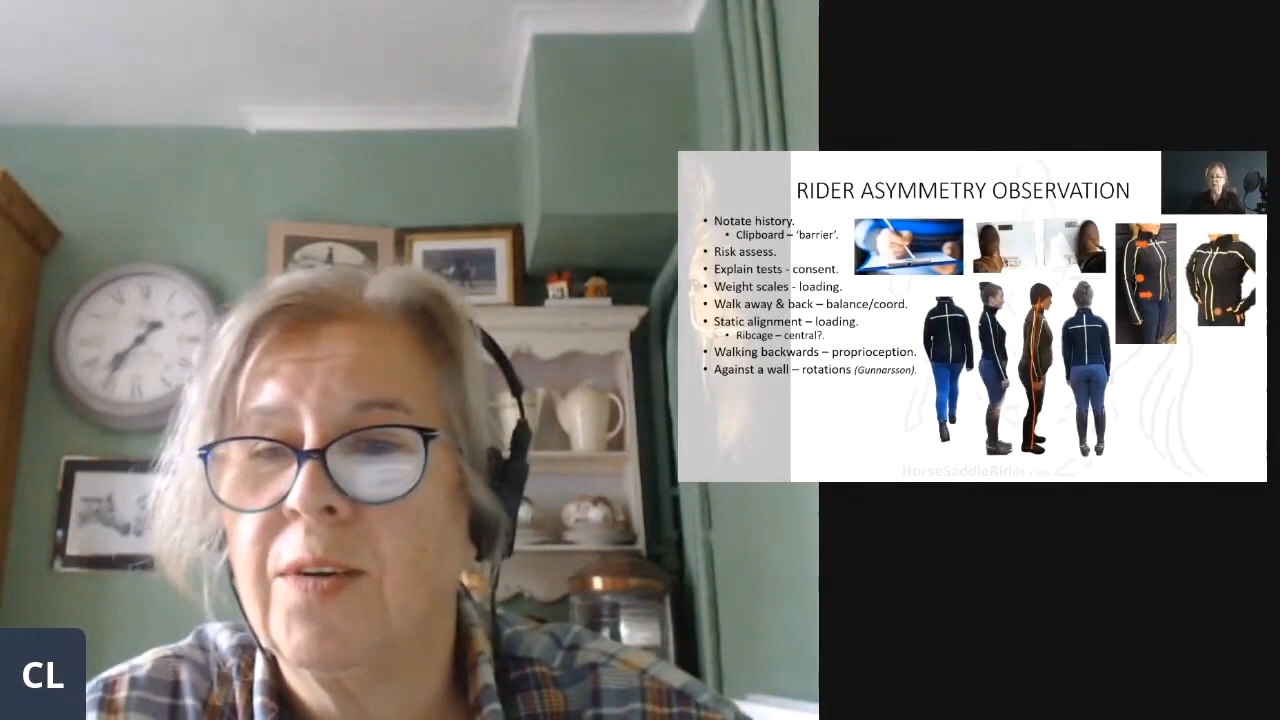 RIDER ASYMMETRY OBSERVATION
• Notate history.
• Clipboard – ‘barrier’.
• Risk assess.
• Explain tests - consent.
• Weight scales - loading.
• Walk away & back – balance/coord.
• Static alignment – loading.
• Ribcage – central?.
• Walking backwards – proprioception.
• Against a wall – rotations (Gunnarsson).
HorseSaddleRider
CL